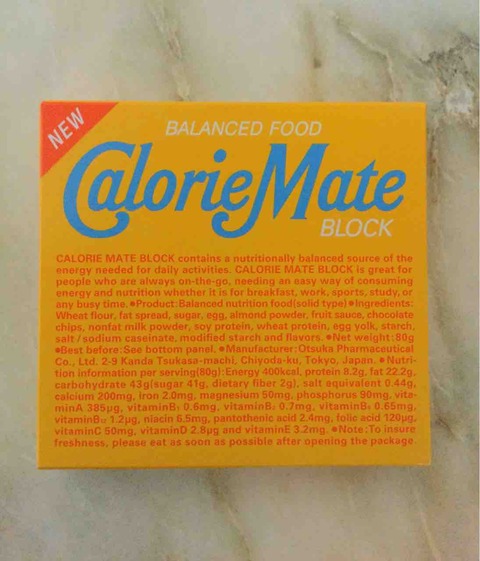 NEW
BALANCED FOOD
CalorieMate
BLOCK
CALORIE MATE BLOCK contains a nutritionally balanced source of the
energy needed for daily activities. CALORIE MATE BLOCK is great for
people who are always on-the-go, needing an easy way of consuming
energy and nutrition whether it is for breakfast, work, sports, study, or
any busy time. ●Product:Balanced nutrition food(solid type) ●Ingredients:
Wheat flour, fat spread, sugar, egg, almond powder, fruit sauce, chocolate
chips, nonfat milk powder, soy protein, wheat protein, egg yolk, starch,
salt/sodium caseinate, modified starch and flavors. ●Net weight:80g
●Best before:See bottom panel. ●Manufacturer:Otsuka Pharmaceutical
Co., Ltd. 2-9 Kanda Tsukasa-machi, Chiyoda-ku, Tokyo, Japan. ●Nutri-
tion information per serving(80g):Energy 400kcal, protein 8.2g, fat 22.2g,
carbohydrate 43g(sugar 41g, dietary fiber 2g), salt equivalent 0.44g,
calcium 200mg, iron 2.0mg, magnesium 50mg, phosphorus 90mg, vita-
minA 385μg, vitaminB₁ 0.6mg, vitaminB₂ 0.7mg, vitaminB₆ 0.65mg,
vitaminB₁₂ 1.2μg, niacin 6.5mg, pantothenic acid 2.4mg, folic acid 120μg,
vitaminC 50mg, vitaminD 2.8μg and vitaminE 3.2mg. ●Note:To insure
freshness, please eat as soon as possible after opening the package.